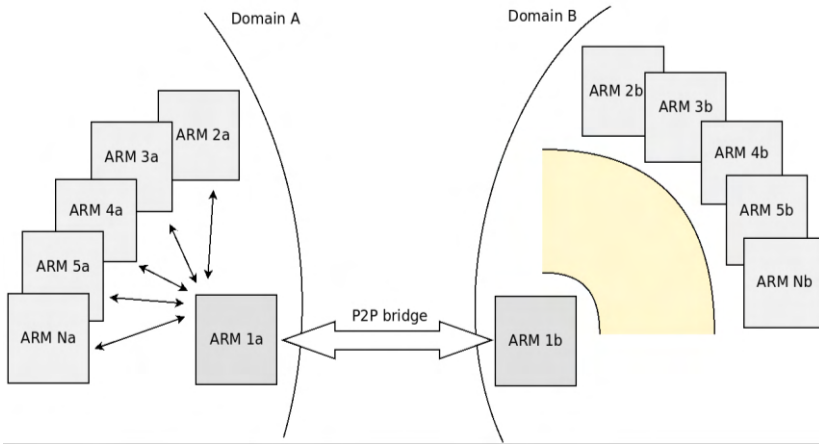 Domain A
Domain B
ARM 2a
ARM 3a
ARM 4a
ARM 5a
ARM Na
ARM 1a
P2P bridge
ARM 1b
ARM 2b
ARM 3b
ARM 4b
ARM 5b
ARM Nb